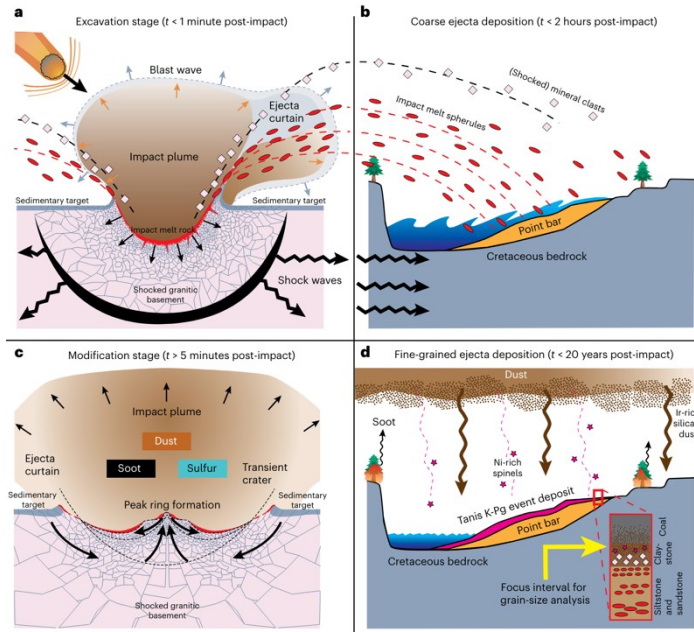 a Excavation stage (t < 1 minute post-impact)
Blast wave
Ejecta
curtain
Impact plume
Sedimentary target
Sedimentary target
Impact melt rock
Shocked granitic
basement
Shock waves
b Coarse ejecta deposition (t < 2 hours post-impact)
(Shocked) mineral
clasts
Impact melt spherules
Point bar
Cretaceous bedrock
c Modification stage (t > 5 minutes post-impact)
Impact plume
Dust
Soot
Sulfur
Ejecta
curtain
Transient
crater
Sedimentary
target
Peak ring formation
Sedimentary
target
Shocked granitic
basement
d Fine-grained ejecta deposition (t < 20 years post-impact)
Dust
Soot
Ir-ric
silica
dus
Ni-rich
spinels
Tanis K-Pg event deposit
Point bar
Cretaceous bedrock
Focus interval for
grain-size analysis
Coal
Clay-
stone
Siltstone
and
sandstone